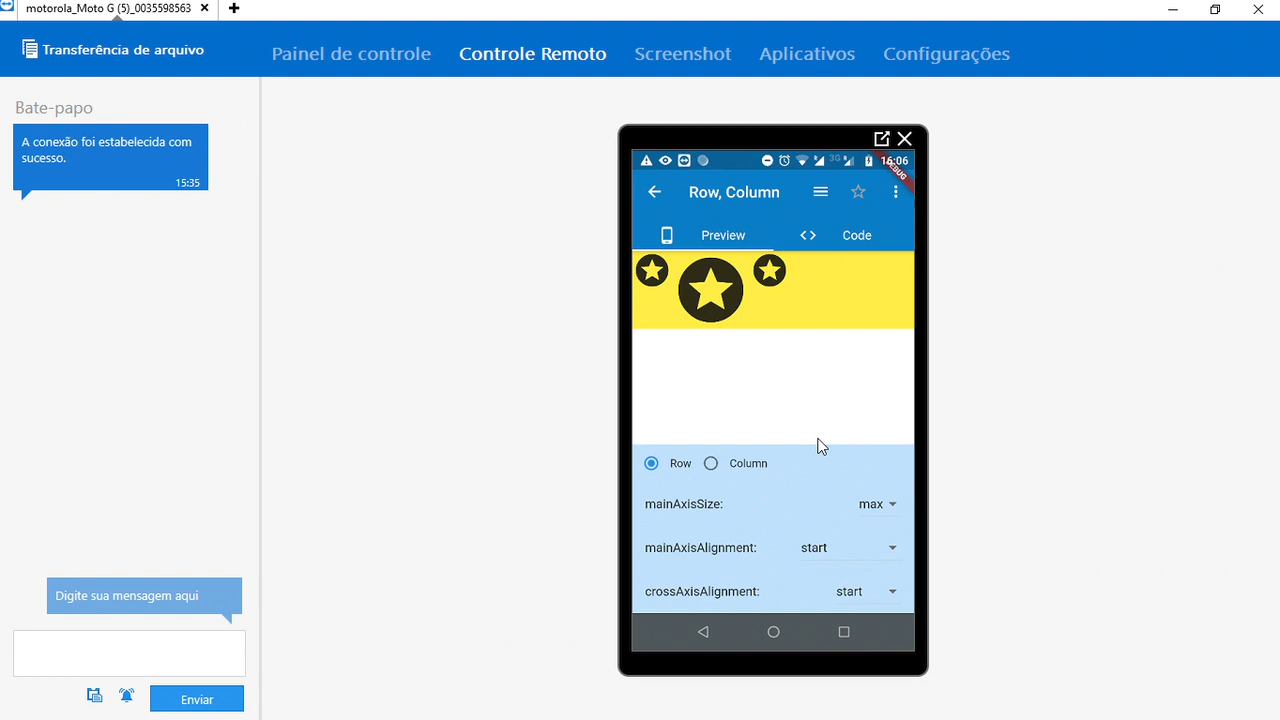 motorola_Moto G (5)_0035598563
Transferência de arquivo
Painel de controle
Controle Remoto
Screenshot
Aplicativos
Configurações
Bate-papo
A conexão foi estabelecida com
sucesso.
15:35
3G
16:06
DEBUG
Row, Column
Preview
Code
Row
Column
mainAxisSize:
max
mainAxisAlignment:
start
crossAxisAlignment:
start
Digite sua mensagem aqui
Enviar